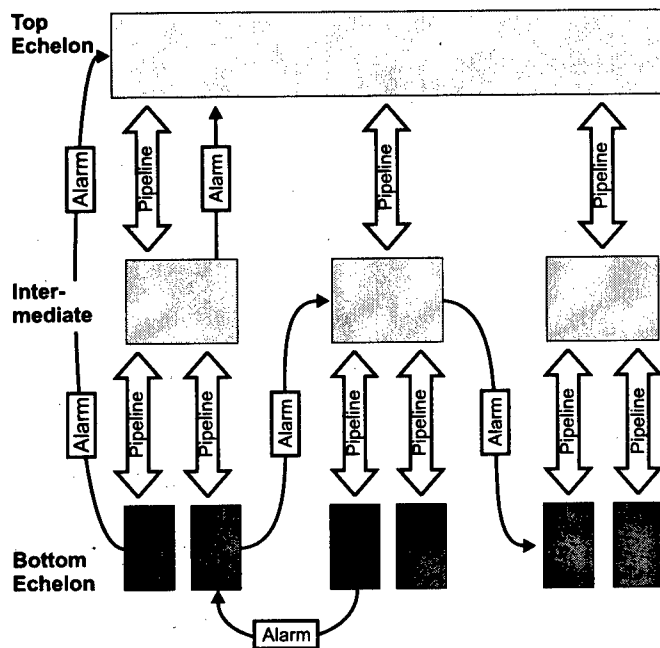 Top
Echelon
Alarm
Pipeline
Alarm
Pipeline
Pipeline
Inter-
mediate
Alarm
Pipeline
Pipeline
Alarm
Pipeline
Pipeline
Alarm
Pipeline
Pipeline
Bottom
Echelon
Alarm